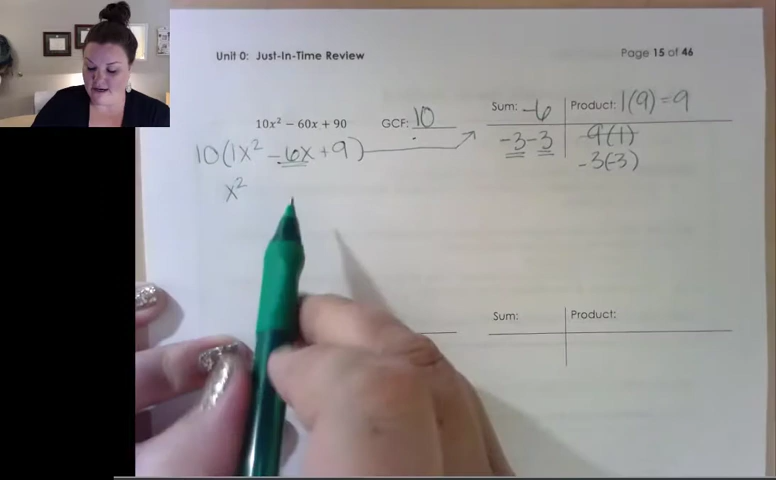 Unit 0: Just-In-Time Review
Page 15 of 46
10x² − 60x + 90
GCF: 10
Sum: -6
Product: 1(9) = 9
10(1x² - 6x + 9)
-3 -3
9(1)
-3(-3)
x²
Sum:
Product: